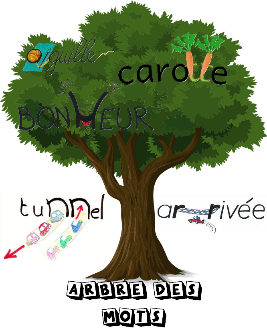 aiguille
carotte
BONHEUR
tunnel
arrivée
ARBRE DES
MOTS